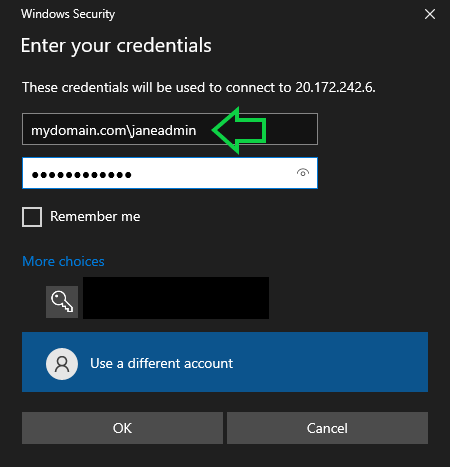 Windows Security
Enter your credentials
These credentials will be used to connect to 20.172.242.6.
mydomain.com\janeadmin
••••••••••••
Remember me
More choices
Use a different account
OK
Cancel